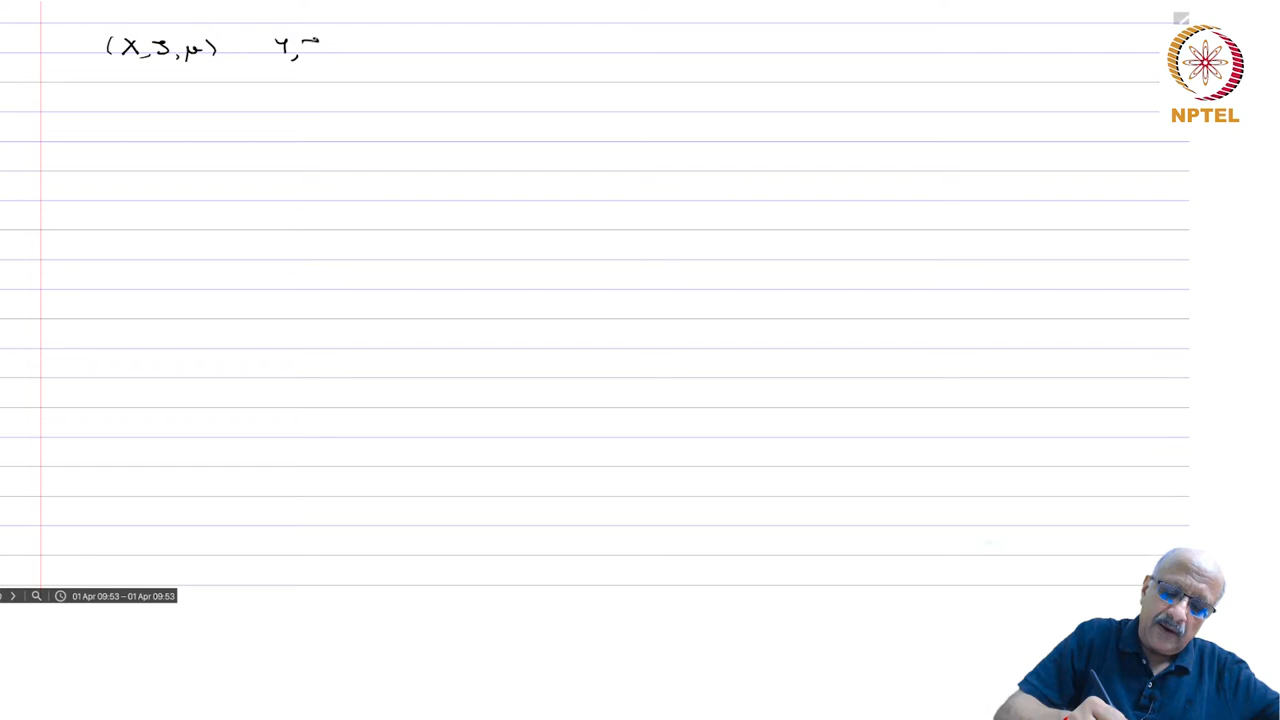 (X, S, μ) Y,
NPTEL
01 Apr 09:53 – 01 Apr 09:53